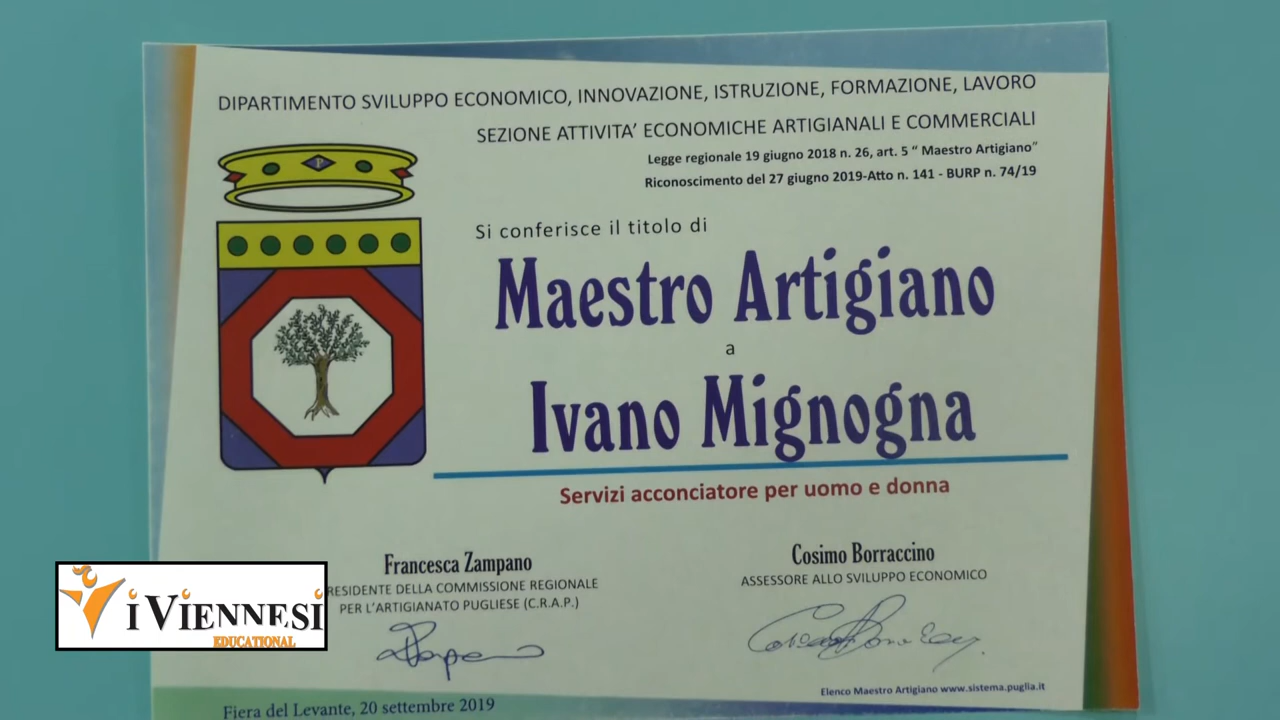 DIPARTIMENTO SVILUPPO ECONOMICO, INNOVAZIONE, ISTRUZIONE, FORMAZIONE, LAVORO
SEZIONE ATTIVITA’ ECONOMICHE ARTIGIANALI E COMMERCIALI
Legge regionale 19 giugno 2018 n. 26, art. 5 “ Maestro Artigiano”
Riconoscimento del 27 giugno 2019-Atto n. 141 - BURP n. 74/19
P
Si conferisce il titolo di
Maestro Artigiano
a
Ivano Mignogna
Servizi acconciatore per uomo e donna
Francesca Zampano
RESIDENTE DELLA COMMISSIONE REGIONALE
PER L’ARTIGIANATO PUGLIESE (C.R.A.P.)
Cosimo Borraccino
ASSESSORE ALLO SVILUPPO ECONOMICO
Elenco Maestro Artigiano www.sistema.puglia.it
Fiera del Levante, 20 settembre 2019
i VIENNESI
EDUCATIONAL